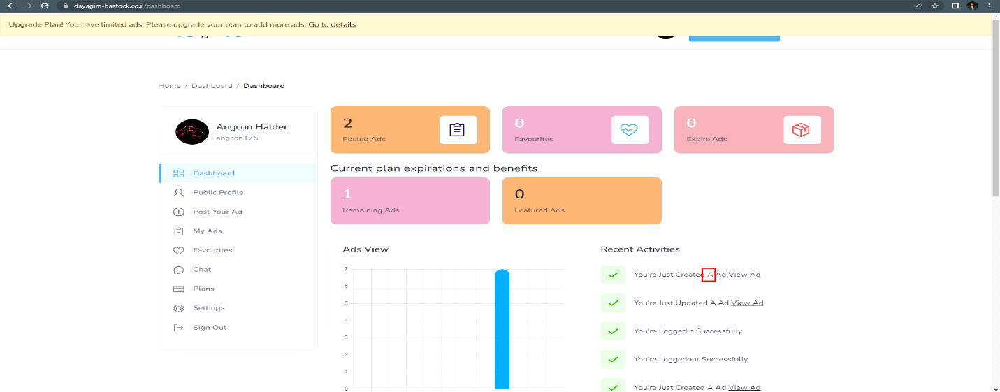 dayagim-bastock.co.il/dashboard
Upgrade Plan! You have limited ads. Please upgrade your plan to add more ads. Go to details
Home / Dashboard / Dashboard
Angcon Halder
angcon175
Dashboard
Public Profile
Post Your Ad
My Ads
Favourites
Chat
Plans
Settings
Sign Out
2
Posted Ads
0
Favourites
0
Expire Ads
Current plan expirations and benefits
1
Remaining Ads
0
Featured Ads
Ads View
7
6
5
4
3
2
1
0
Recent Activities
You're Just Created A Ad View Ad
You're Just Updated A Ad View Ad
You're Loggedin Successfully
You're Loggedout Successfully
You're Just Created A Ad View Ad